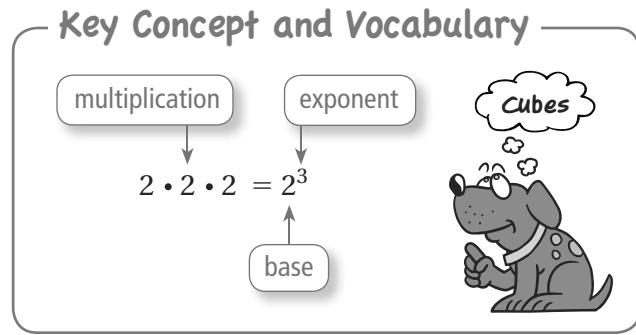 Key Concept and Vocabulary
multiplication exponent
Cubes
2 • 2 • 2 = 2³
base